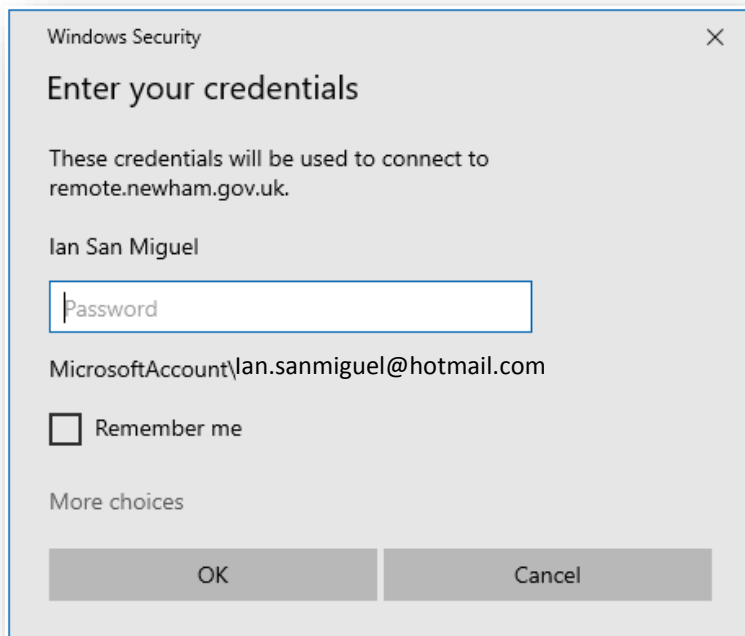 Windows Security
Enter your credentials
These credentials will be used to connect to
remote.newham.gov.uk.
Ian San Miguel
Password
MicrosoftAccount\Ian.sanmiguel@hotmail.com
Remember me
More choices
OK Cancel